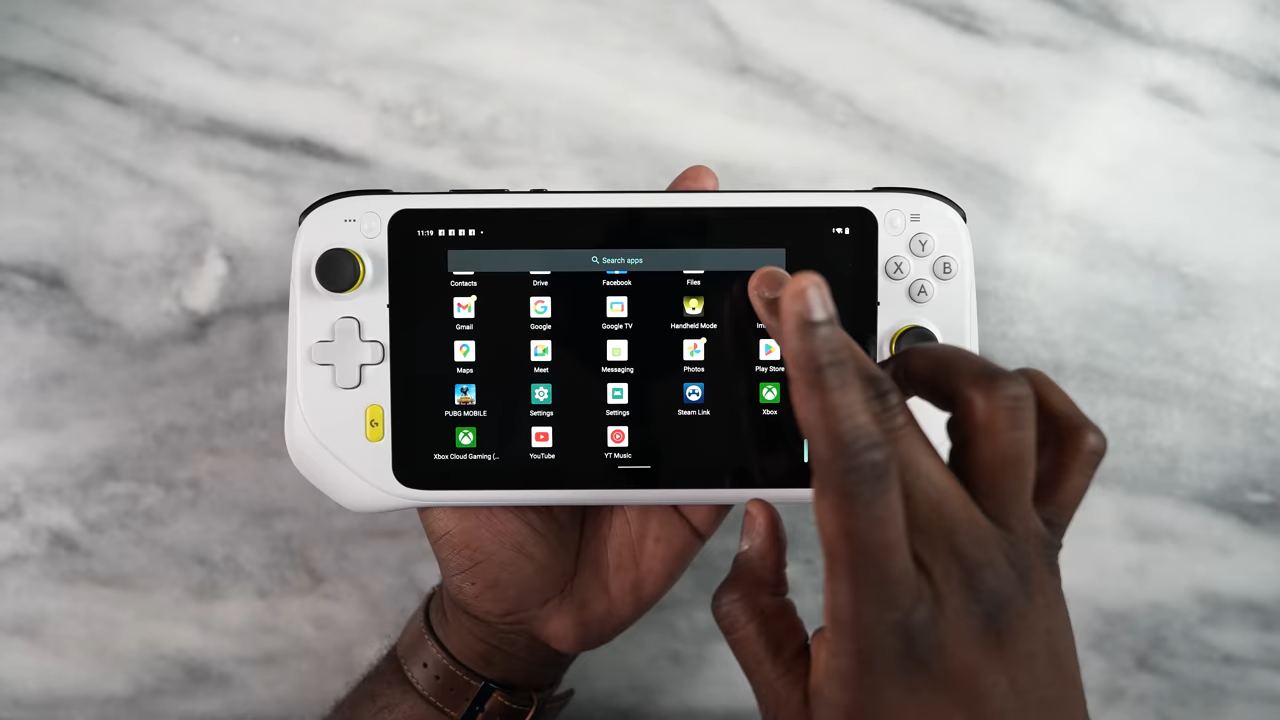 11:19
Search apps
Contacts Drive Facebook Files
Gmail Google Google TV Handheld Mode
Maps Meet Messaging Photos Play Store
PUBG MOBILE Settings Settings Steam Link Xbox
Xbox Cloud Gaming (...
YouTube YT Music
Y
X B
A
G